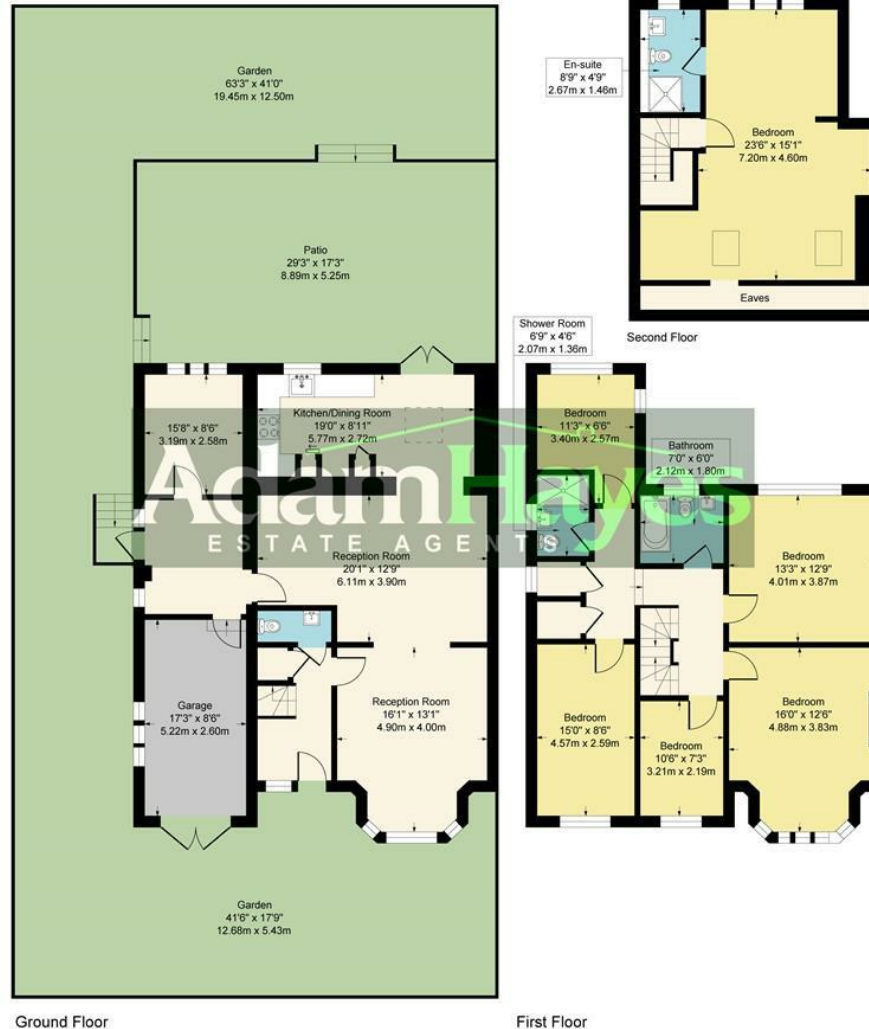 Garden
63'3" x 41'0"
19.45m x 12.50m
Patio
29'3" x 17'3"
8.89m x 5.25m
15'8" x 8'6"
3.19m x 2.58m
Kitchen/Dining Room
19'0" x 8'11"
5.77m x 2.72m
Reception Room
20'1" x 12'9"
6.11m x 3.90m
Garage
17'3" x 8'6"
5.22m x 2.60m
Reception Room
16'1" x 13'1"
4.90m x 4.00m
Garden
41'6" x 17'9"
12.68m x 5.43m
Ground Floor
En-suite
8'9" x 4'9"
2.67m x 1.46m
Bedroom
23'6" x 15'1"
7.20m x 4.60m
Eaves
Second Floor
Shower Room
6'9" x 4'6"
2.07m x 1.36m
Bedroom
11'3" x 6'6"
3.40m x 2.57m
Bathroom
7'0" x 6'0"
2.12m x 1.80m
Bedroom
13'3" x 12'9"
4.01m x 3.87m
Bedroom
15'0" x 8'6"
4.57m x 2.59m
Bedroom
10'6" x 7'3"
3.21m x 2.19m
Bedroom
16'0" x 12'6"
4.88m x 3.83m
First Floor
AdamHayes
ESTATE AGENTS